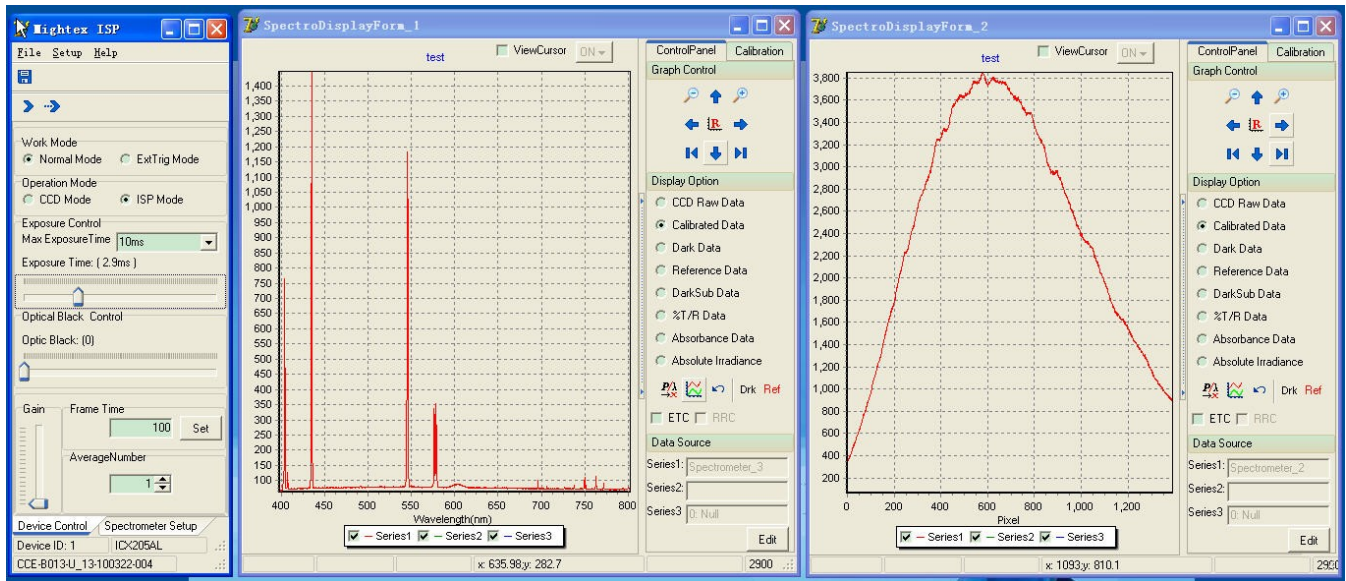 Mightex ISP
File Setup Help
Work Mode
Normal Mode ExtTrig Mode
Operation Mode
CCD Mode ISP Mode
Exposure Control
Max ExposureTime 10ms
Exposure Time: ( 2.9ms )
Optical Black Control
Optic Black: (0)
Gain
Frame Time
100 Set
AverageNumber
1
Device Control Spectrometer Setup
Device ID: 1 ICX205AL
CCE-B013-U_13-100322-004
SpectroDisplayForm_1
test
ViewCursor ON
1,400
1,350
1,300
1,250
1,200
1,150
1,100
1,050
1,000
950
900
850
800
750
700
650
600
550
500
450
400
350
300
250
200
150
100
400 450 500 550 600 650 700 750 800
Wavelength(nm)
Series1 Series2 Series3
x: 635.98;y: 282.7
2900
ControlPanel Calibration
Graph Control
R
Display Option
CCD Raw Data
Calibrated Data
Dark Data
Reference Data
DarkSub Data
%T/R Data
Absorbance Data
Absolute Irradiance
P/λ →x Drk Ref
ETC RRC
Data Source
Series1: Spectrometer_3
Series2:
Series3 0: Null
Edit
SpectroDisplayForm_2
test
ViewCursor ON
3,800
3,600
3,400
3,200
3,000
2,800
2,600
2,400
2,200
2,000
1,800
1,600
1,400
1,200
1,000
800
600
400
200
0 200 400 600 800 1,000 1,200
Pixel
Series1 Series2 Series3
x: 1093;y: 810.1
ControlPanel Calibration
Graph Control
R
Display Option
CCD Raw Data
Calibrated Data
Dark Data
Reference Data
DarkSub Data
%T/R Data
Absorbance Data
Absolute Irradiance
P/λ →x Drk Ref
ETC RRC
Data Source
Series1: Spectrometer_2
Series2:
Series3 0: Null
Edit